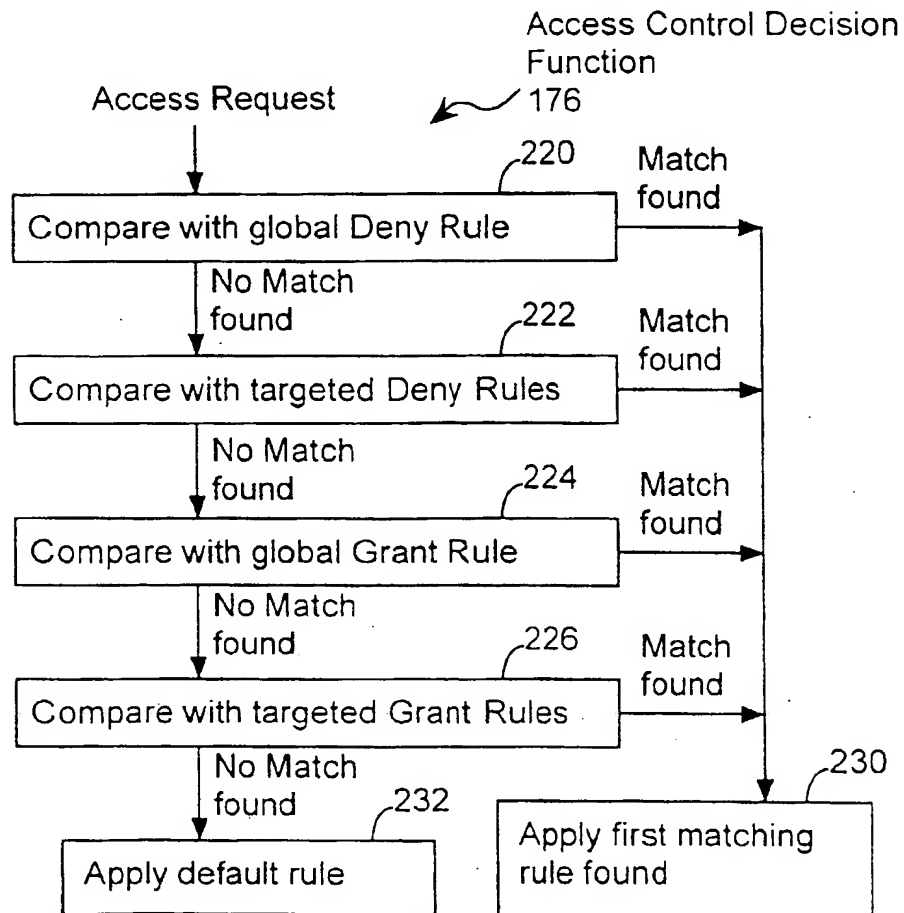 Access Control Decision
Function
176
Access Request
220
Match
found
Compare with global Deny Rule
No Match
found
222
Match
found
Compare with targeted Deny Rules
No Match
found
224
Match
found
Compare with global Grant Rule
No Match
found
226
Match
found
Compare with targeted Grant Rules
No Match
found
232
230
Apply default rule
Apply first matching
rule found